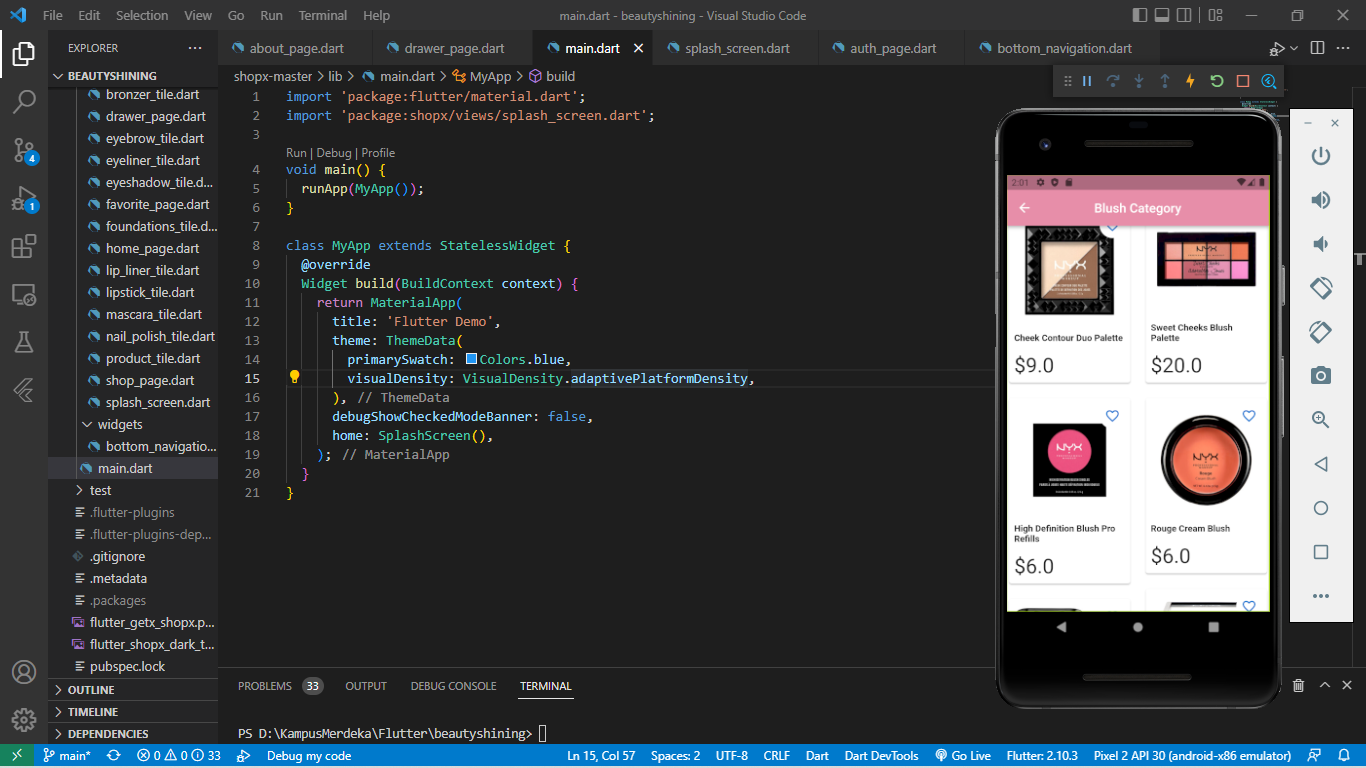 File Edit Selection View Go Run Terminal Help
main.dart - beautyshining - Visual Studio Code
EXPLORER
BEAUTYSHINING
bronzer_tile.dart
drawer_page.dart
eyebrow_tile.dart
eyeliner_tile.dart
eyeshadow_tile.d...
favorite_page.dart
foundations_tile.d...
home_page.dart
lip_liner_tile.dart
lipstick_tile.dart
mascara_tile.dart
nail_polish_tile.dart
product_tile.dart
shop_page.dart
splash_screen.dart
widgets
bottom_navigatio...
main.dart
test
.flutter-plugins
.flutter-plugins-dep...
.gitignore
.metadata
.packages
flutter_getx_shopx.p...
flutter_shopx_dark_t...
pubspec.lock
OUTLINE
TIMELINE
DEPENDENCIES
4
1
about_page.dart drawer_page.dart main.dart splash_screen.dart auth_page.dart bottom_navigation.dart
shopx-master > lib > main.dart > MyApp > build
1 import 'package:flutter/material.dart';
2 import 'package:shopx/views/splash_screen.dart';
3
Run | Debug | Profile
4 void main() {
5 runApp(MyApp());
6 }
7
8 class MyApp extends StatelessWidget {
9 @override
10 Widget build(BuildContext context) {
11 return MaterialApp(
12 title: 'Flutter Demo',
13 theme: ThemeData(
14 primarySwatch: Colors.blue,
15 visualDensity: VisualDensity.adaptivePlatformDensity,
16 ), // ThemeData
17 debugShowCheckedModeBanner: false,
18 home: SplashScreen(),
19 ); // MaterialApp
20 }
21 }
2:01
Blush Category
NYX
Cheek Contour Duo Palette
$9.0
Sweet Cheeks Blush
Palette
$20.0
NYX
High Definition Blush Pro
Refills
$6.0
NYX
Rouge
Rouge Cream Blush
$6.0
PROBLEMS 33 OUTPUT DEBUG CONSOLE TERMINAL
PS D:\KampusMerdeka\Flutter\beautyshining>
main* 0 0 33 Debug my code Ln 15, Col 57 Spaces: 2 UTF-8 CRLF Dart Dart DevTools Go Live Flutter: 2.10.3 Pixel 2 API 30 (android-x86 emulator)